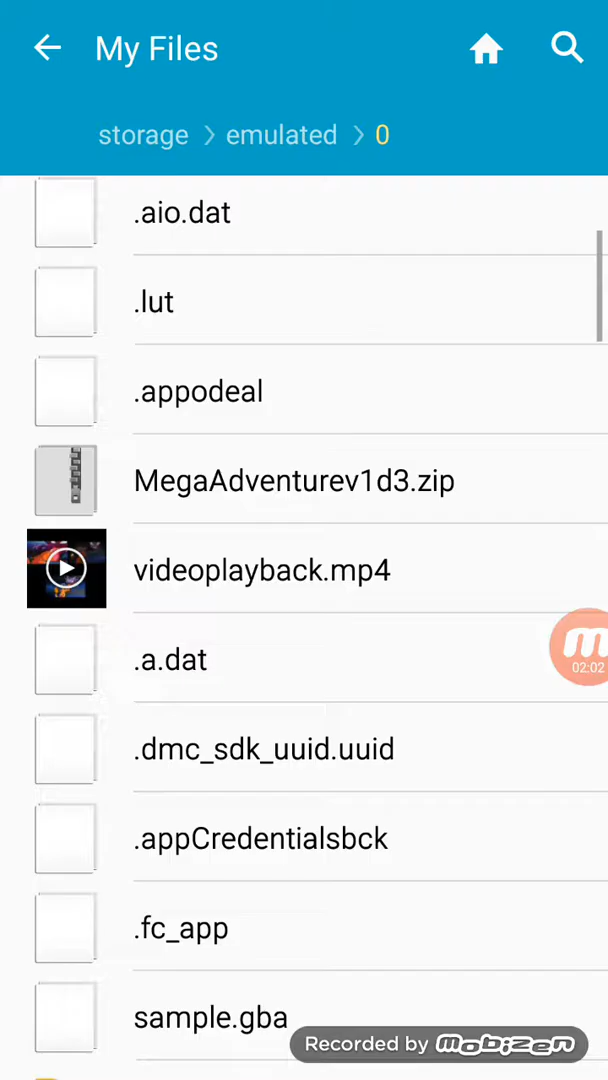 My Files
storage > emulated > 0
.aio.dat
.lut
.appodeal
MegaAdventurev1d3.zip
videoplayback.mp4
.a.dat
02:02
.dmc_sdk_uuid.uuid
.appCredentialsbck
.fc_app
sample.gba
Recorded by mobizen